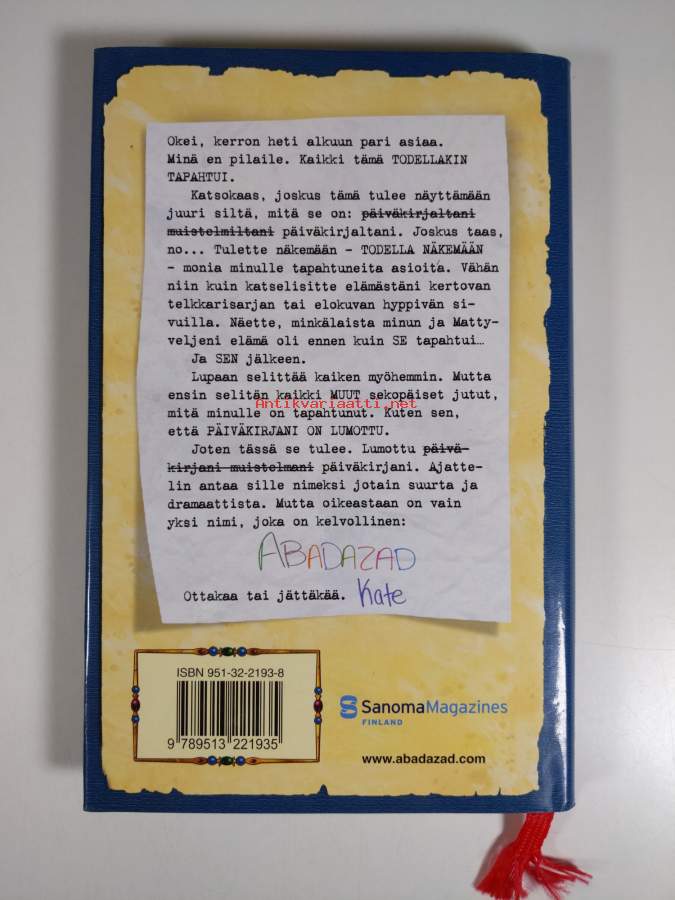 Okei, kerron heti alkuun pari asiaa.
Minä en pilaile. Kaikki tämä TODELLAKIN
TAPAHTUI.
Katsokaas, joskus tämä tulee näyttämään
juuri siltä, mitä se on: päiväkirjaltani
muistelmiltani päiväkirjaltani. Joskus taas,
no... Tulette näkemään – TODELLA NÄKEMÄÄN
– monia minulle tapahtuneita asioita. Vähän
niin kuin katselisitte elämästäni kertovan
telkkarisarjan tai elokuvan hyppivän si-
vuilla. Näette, minkälaista minun ja Matty-
veljeni elämä oli ennen kuin SE tapahtui…
Ja SEN jälkeen.
Lupaan selittää kaiken myöhemmin. Mutta
ensin selitän kaikki MUUT sekopäiset jutut,
Antikvariaatti.net
mitä minulle on tapahtunut. Kuten sen,
että PÄIVÄKIRJANI ON LUMOTTU.
Joten tässä se tulee. Lumottu päivä-
kirjani muistelmani päiväkirjani. Ajatte-
lin antaa sille nimeksi jotain suurta ja
dramaattista. Mutta oikeastaan on vain
yksi nimi, joka on kelvollinen:
ABADAZAD
Ottakaa tai jättäkää. Kate
ISBN 951-32-2193-8
9 789513 221935
SanomaMagazines
FINLAND
www.abadazad.com